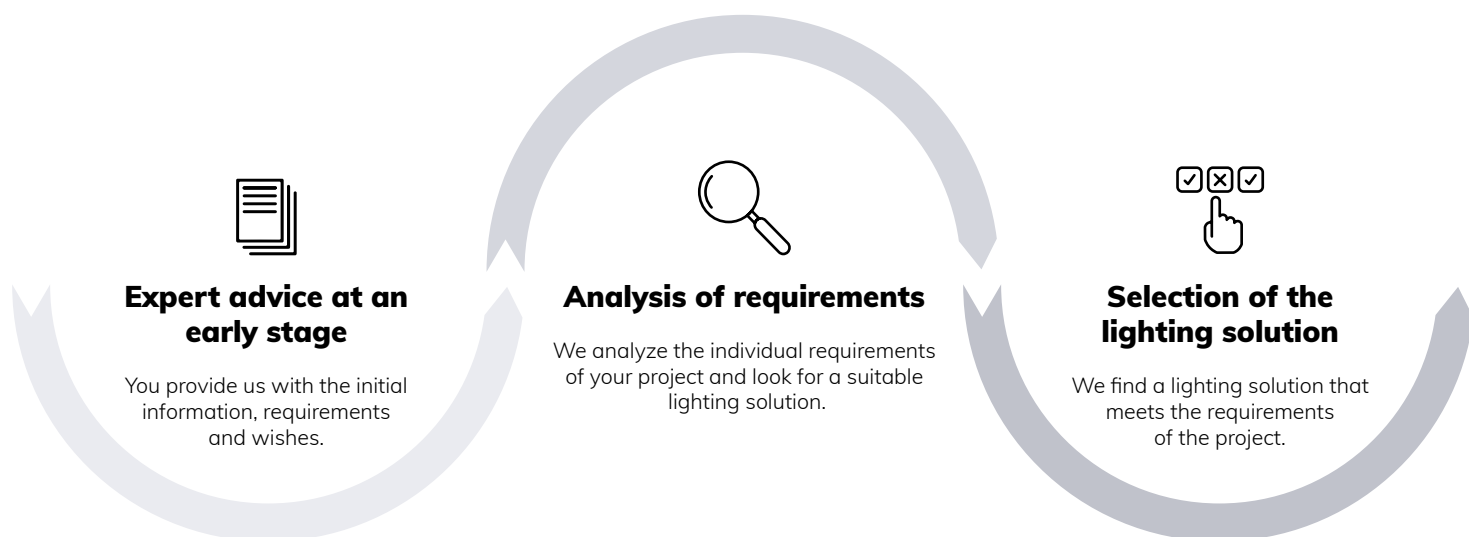 Expert advice at an
early stage
You provide us with the initial
information, requirements
and wishes.
Analysis of requirements
We analyze the individual requirements
of your project and look for a suitable
lighting solution.
Selection of the
lighting solution
We find a lighting solution that
meets the requirements
of the project.